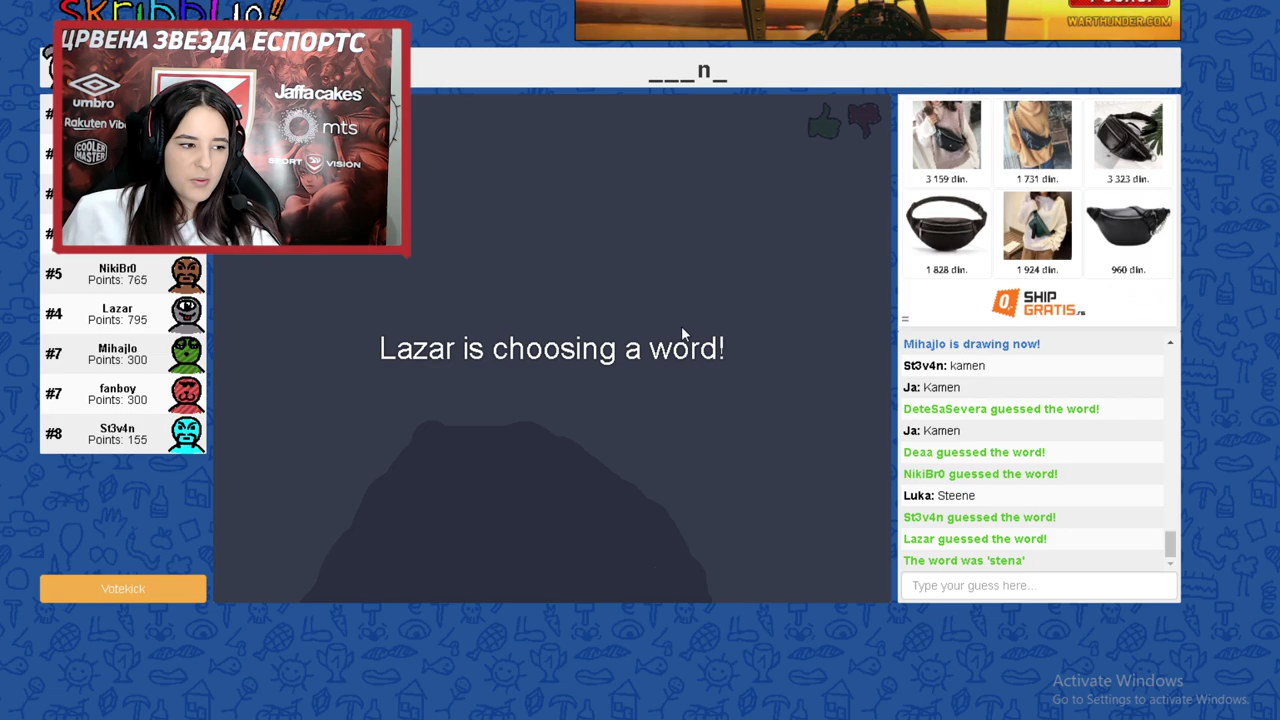 skribbl.io!
WARTHUNDER.COM
ЦРВЕНА ЗВЕЗДА ЕСПОРТС
umbro
Jaffa cakes
Rakuten Vib
mts
COOLER MASTER
SPORT VISION
___n_
3 159 din.
1 731 din.
3 323 din.
1 828 din.
1 924 din.
960 din.
SHIP
GRATIS.rs
#5
NikiBr0
Points: 765
#4
Lazar
Points: 795
#7
Mihajlo
Points: 300
#7
fanboy
Points: 300
#8
St3v4n
Points: 155
Votekick
Lazar is choosing a word!
Mihajlo is drawing now!
St3v4n: kamen
Ja: Kamen
DeteSaSevera guessed the word!
Ja: Kamen
Deaa guessed the word!
NikiBr0 guessed the word!
Luka: Steene
St3v4n guessed the word!
Lazar guessed the word!
The word was 'stena'
Type your guess here...
Activate Windows
Go to Settings to activate Windows.